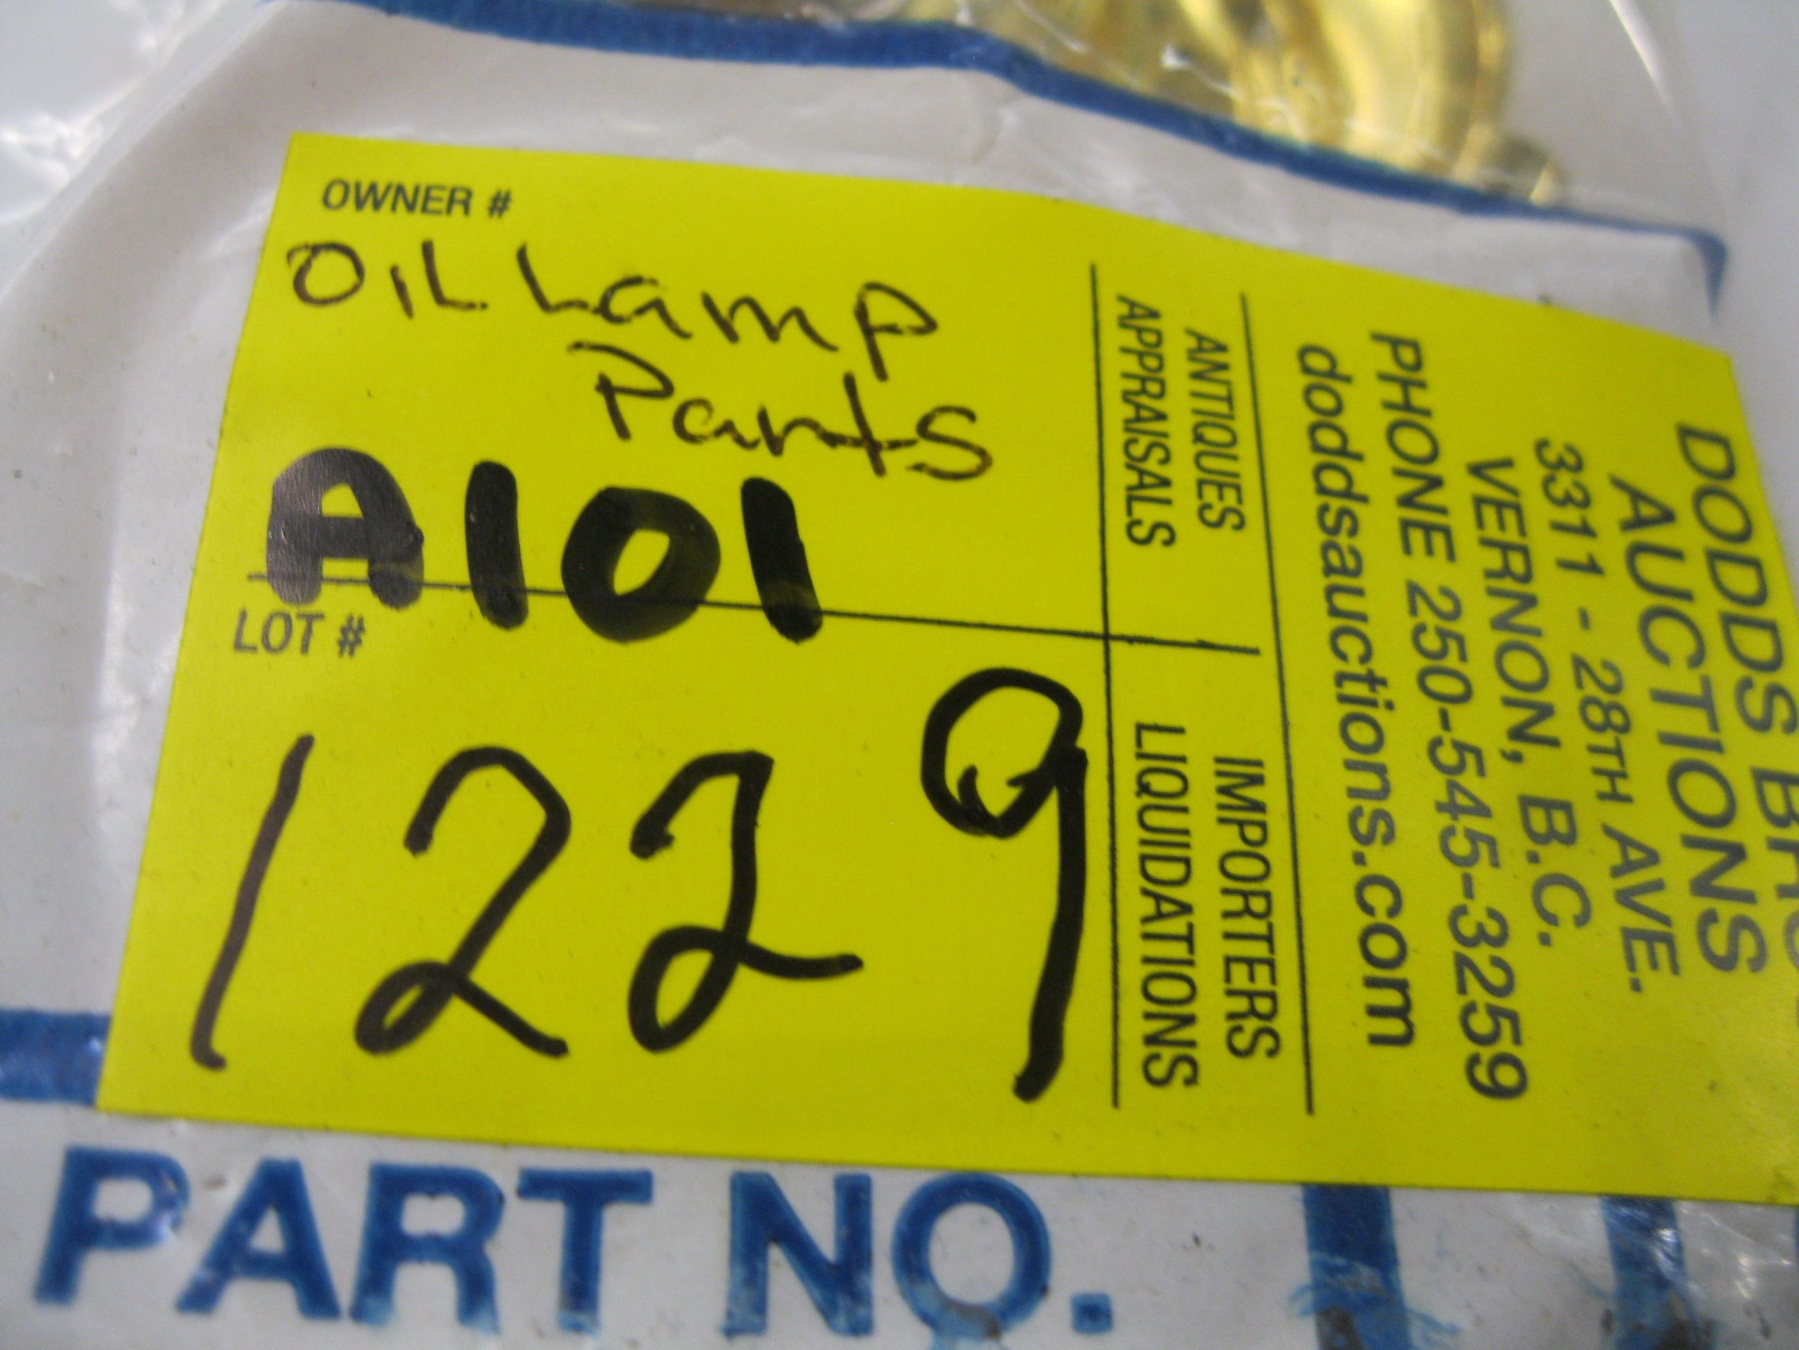 OWNER #
OIL Lamp
Parts
A101
LOT #
1229
ANTIQUES
APPRAISALS
IMPORTERS
LIQUIDATIONS
DODDS
AUCTIONS
3311 - 28TH AVE.
VERNON, B.C.
PHONE 250-545-3259
doddsauctions.com
PART NO.